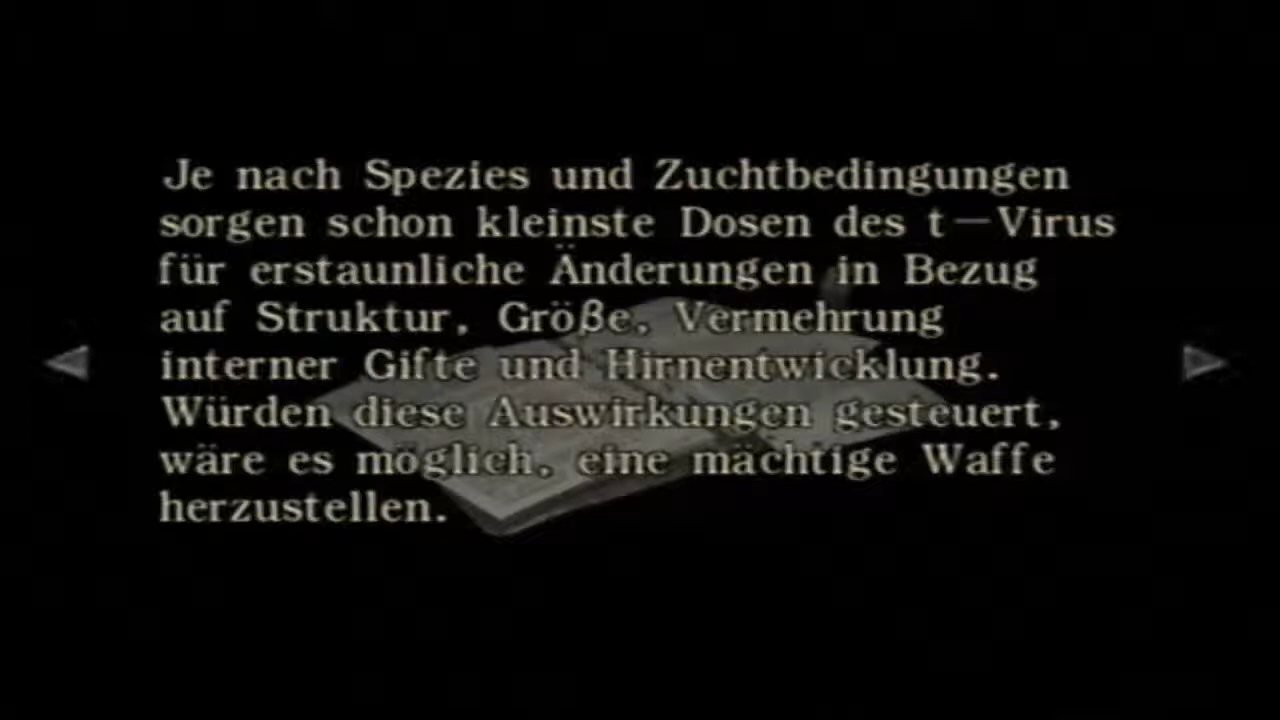 Je nach Spezies und Zuchtbedingungen
sorgen schon kleinste Dosen des t—Virus
für erstaunliche Änderungen in Bezug
auf Struktur, Größe, Vermehrung
interner Gifte und Hirnentwicklung.
Würden diese Auswirkungen gesteuert,
wäre es möglich, eine mächtige Waffe
herzustellen.